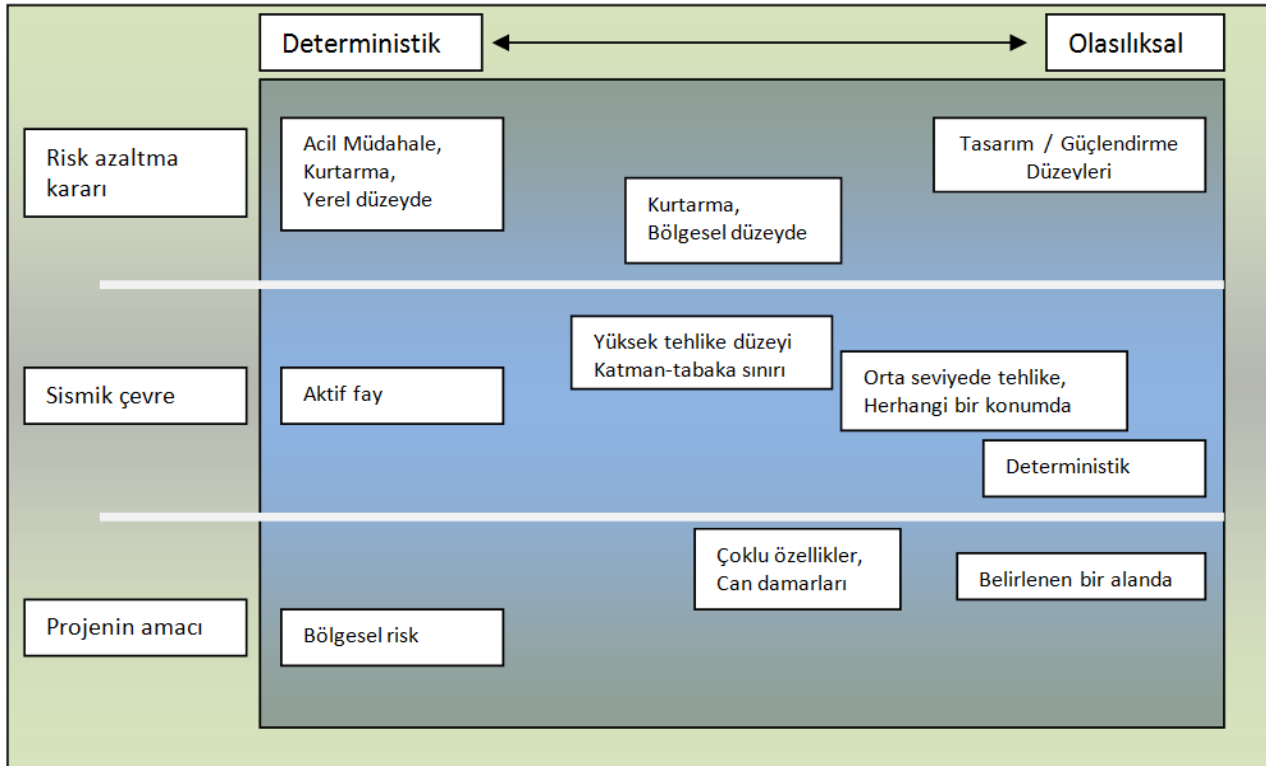 Deterministik
Olasılıksal
Risk azaltma
kararı
Acil Müdahale,
Kurtarma,
Yerel düzeyde
Kurtarma,
Bölgesel düzeyde
Tasarım / Güçlendirme
Düzeyleri
Sismik çevre
Aktif fay
Yüksek tehlike düzeyi
Katman-tabaka sınırı
Orta seviyede tehlike,
Herhangi bir konumda
Deterministik
Projenin amacı
Bölgesel risk
Çoklu özellikler,
Can damarları
Belirlenen bir alanda